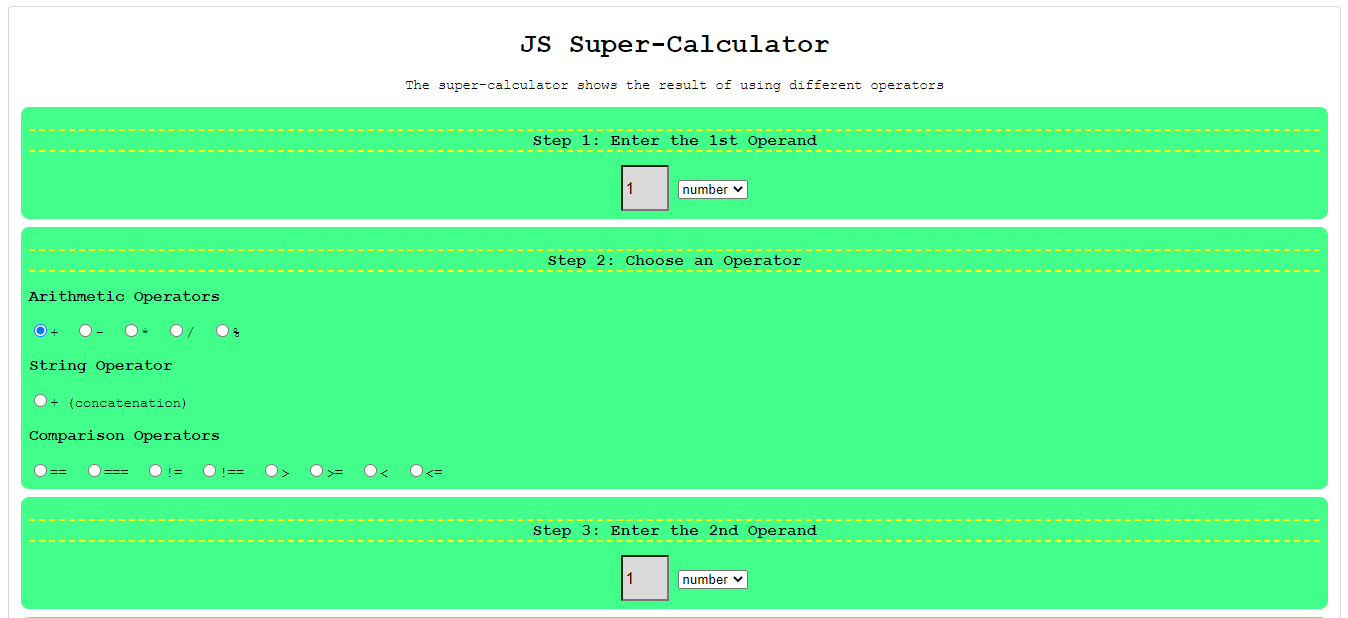 JS Super-Calculator
The super-calculator shows the result of using different operators
Step 1: Enter the 1st Operand
1 number
Step 2: Choose an Operator
Arithmetic Operators
+ - * / %
String Operator
+ (concatenation)
Comparison Operators
== === != !== > >= < <=
Step 3: Enter the 2nd Operand
1 number